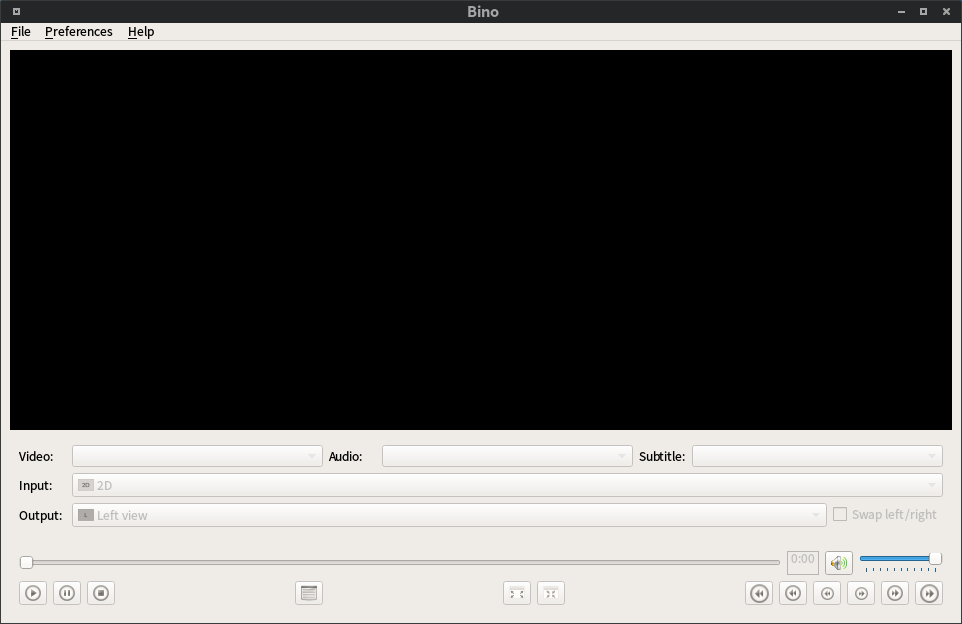 Bino
File Preferences Help
Video: Audio: Subtitle:
Input: 2D 2D
Output: L Left view Swap left/right
0:00